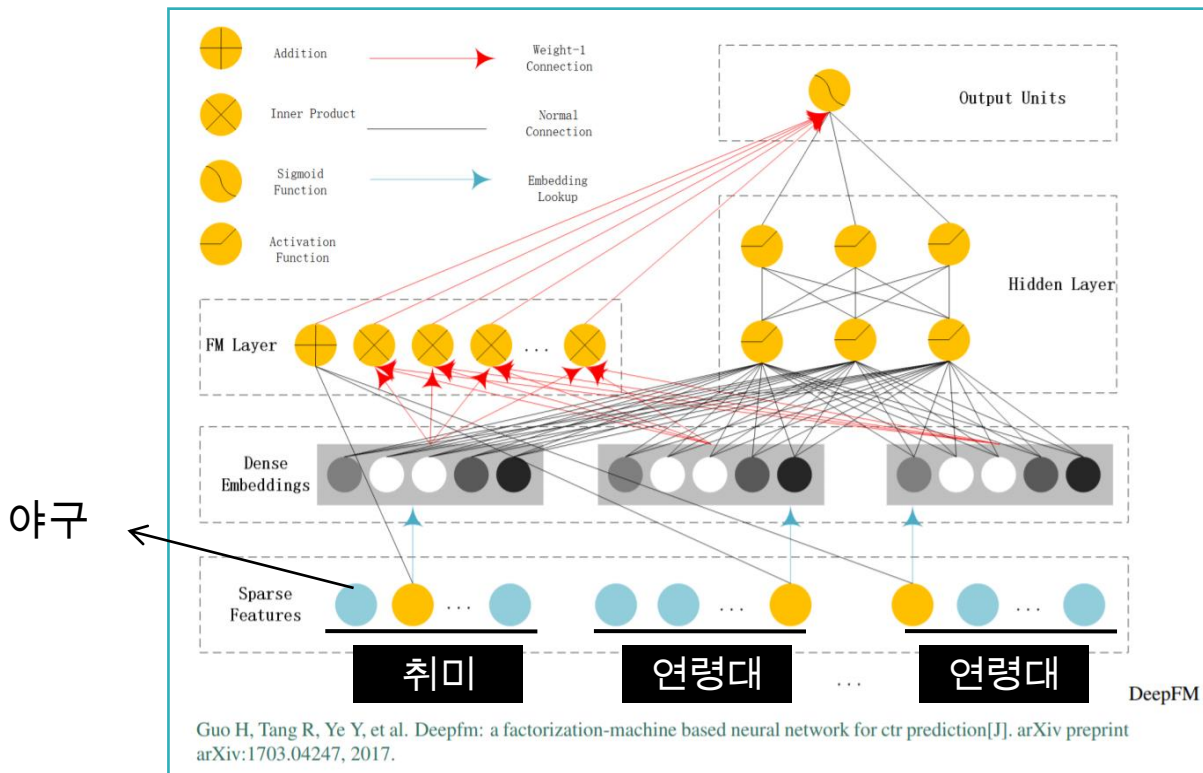 Addition
Weight-1
Connection
Output Units
Inner Product
Normal
Connection
Sigmoid
Function
Embedding
Lookup
Activation
Function
Hidden Layer
FM Layer
...
Dense
Embeddings
야구
Sparse
Features
...
...
...
취미
연령대
...
연령대
DeepFM
Guo H, Tang R, Ye Y, et al. Deepfm: a factorization-machine based neural network for ctr prediction[J]. arXiv preprint
arXiv:1703.04247, 2017.